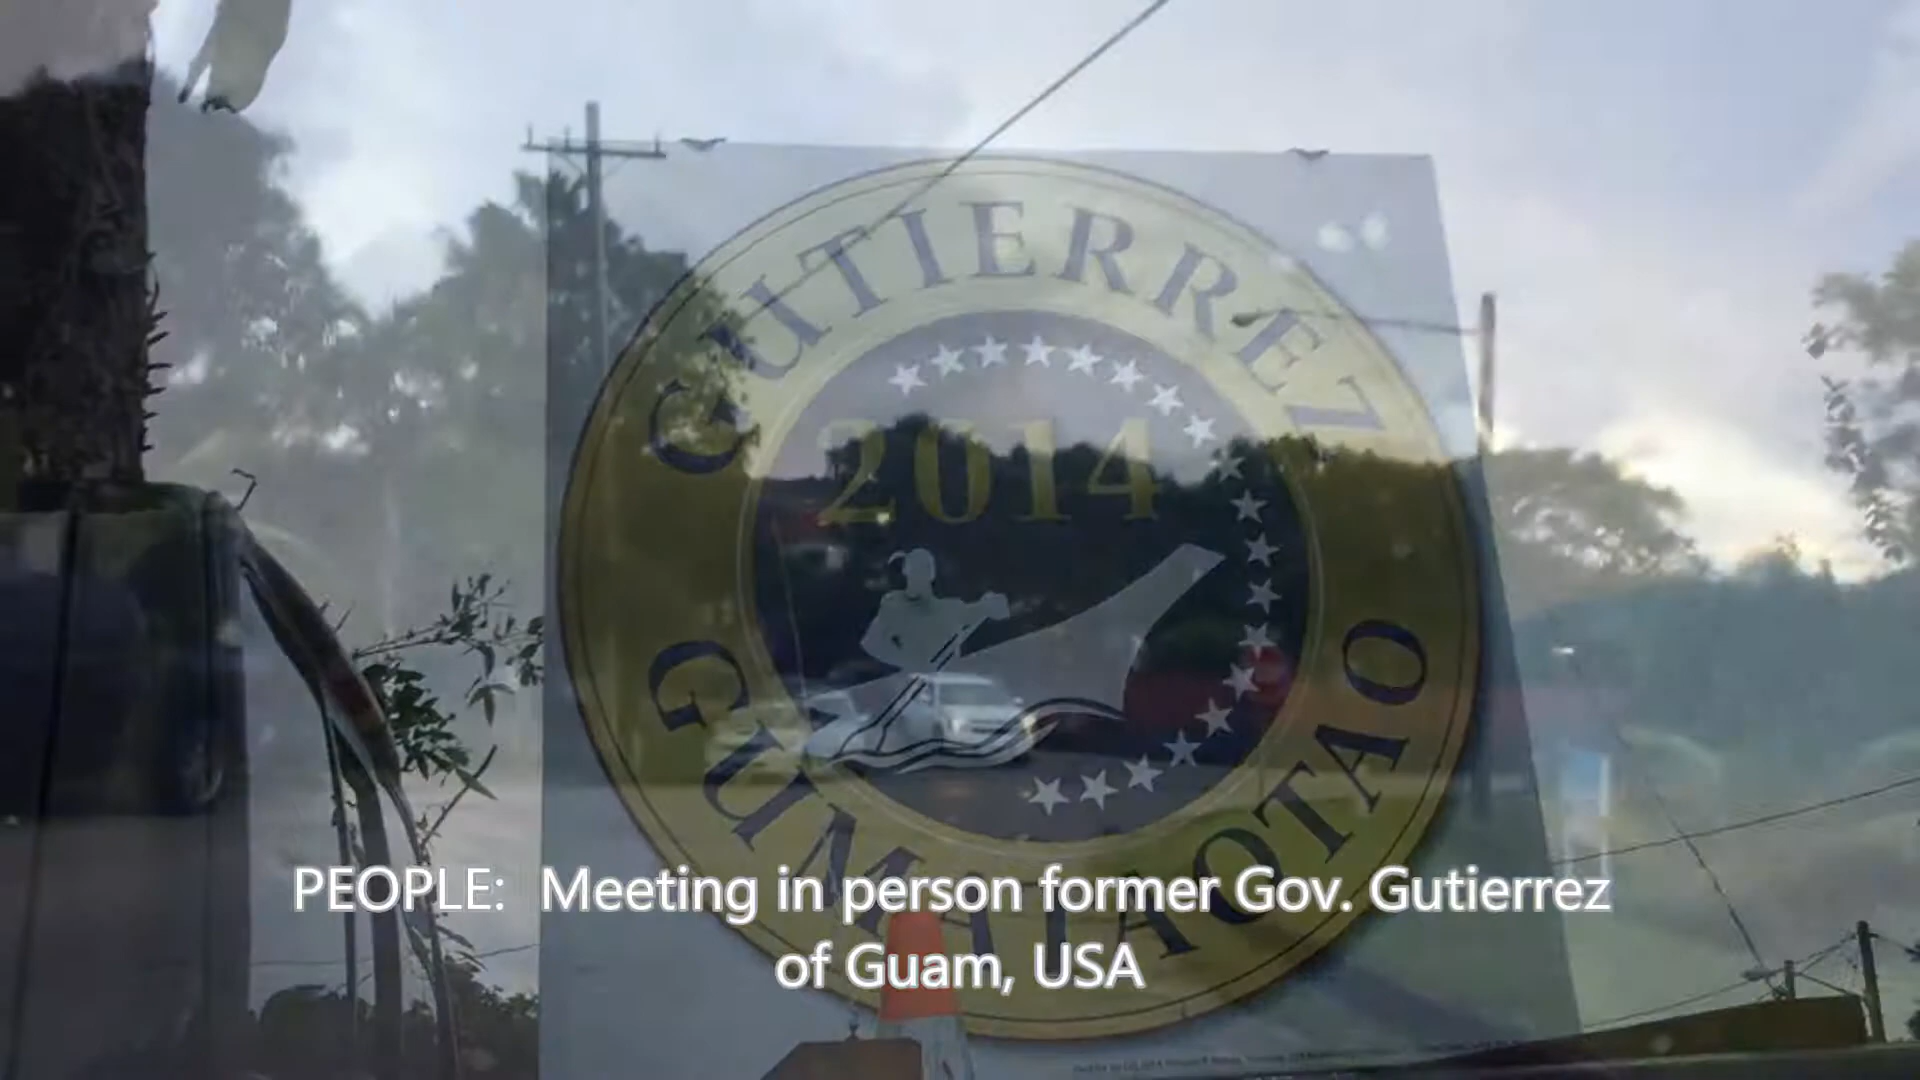 GUTIERREZ
2014
GUMATAOTAO
PEOPLE:  Meeting in person former Gov. Gutierrez
of Guam, USA